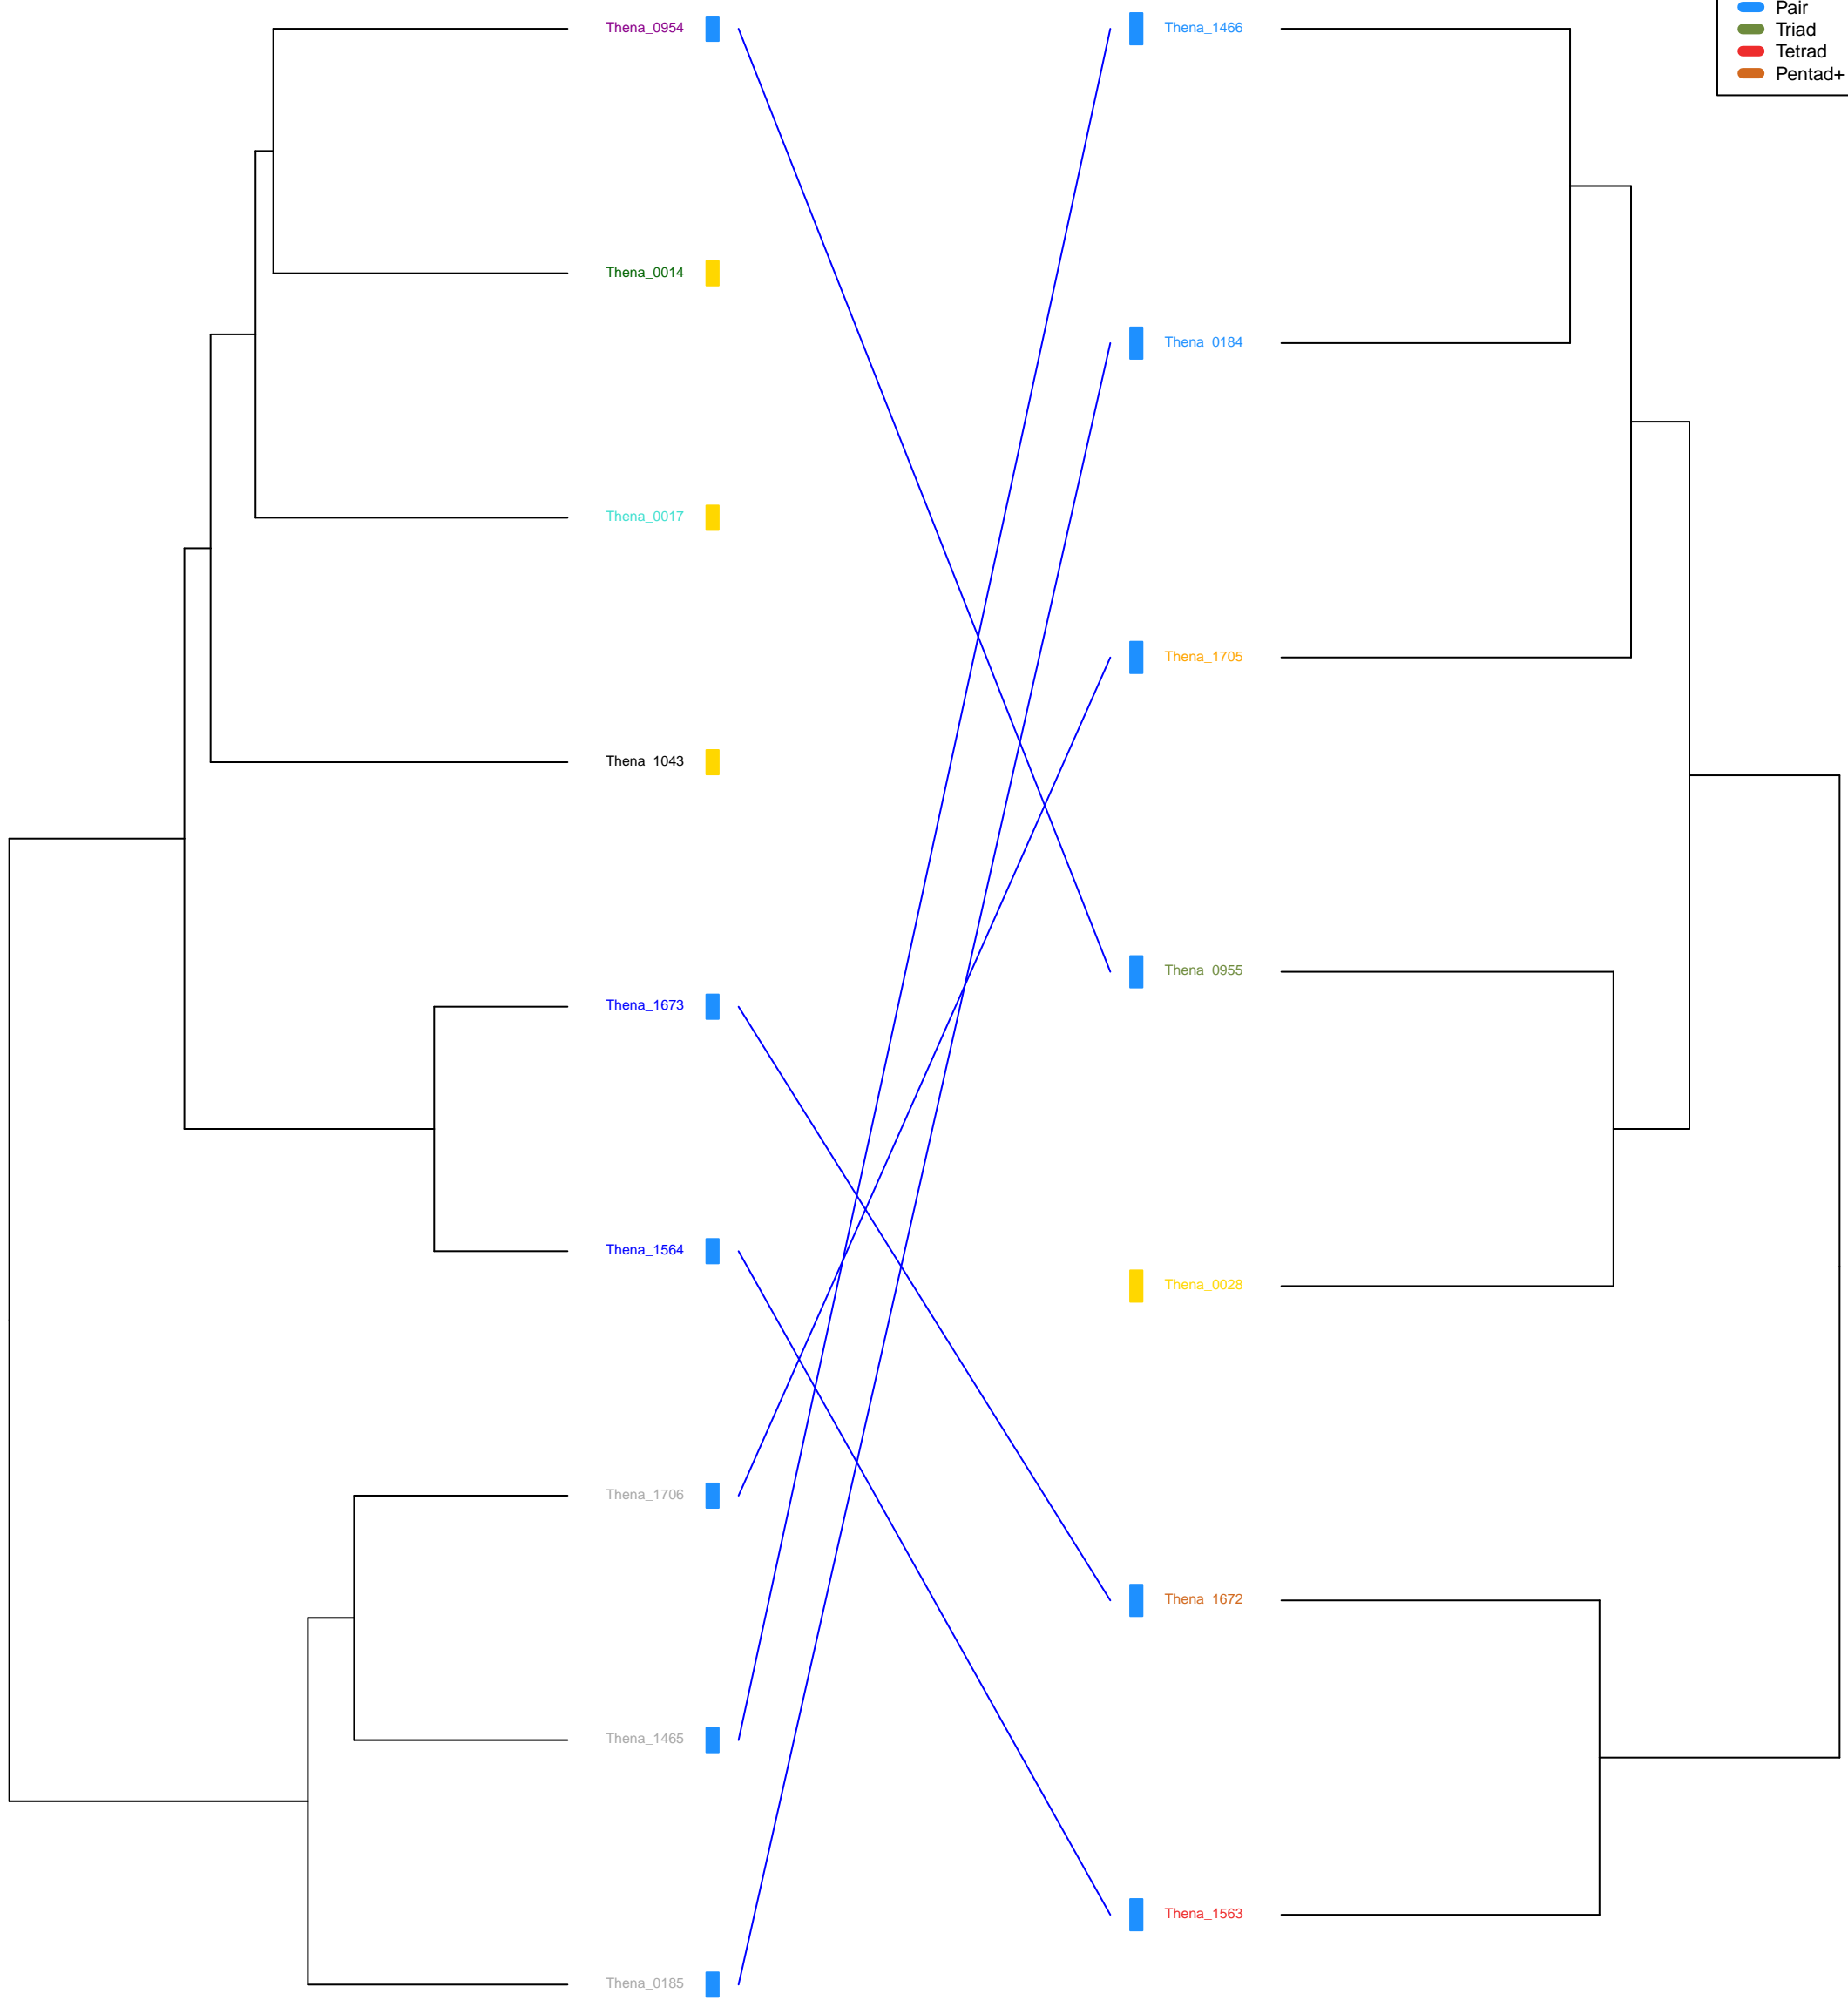 Pair
Triad
Tetrad
Pentad+
Thena_0954
Thena_1466
Thena_0014
Thena_0184
Thena_0017
Thena_1705
Thena_1043
Thena_0955
Thena_1673
Thena_1564
Thena_0028
Thena_1706
Thena_1672
Thena_1465
Thena_1563
Thena_0185